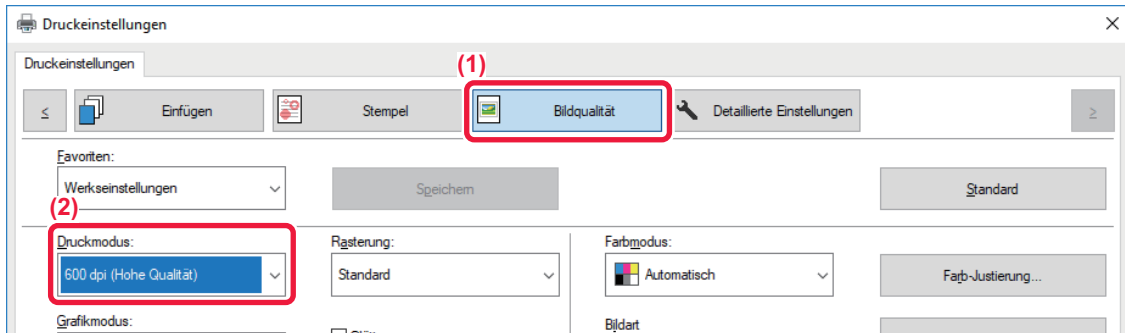 Druckeinstellungen
Druckeinstellungen
(1)
< Einfügen Stempel Bildqualität Detaillierte Einstellungen >
Favoriten:
Werkseinstellungen Speichern Standard
(2)
Druckmodus: Rasterung: Farbmodus:
600 dpi (Hohe Qualität) Standard Automatisch Farb-Justierung...
Grafikmodus: Bildart